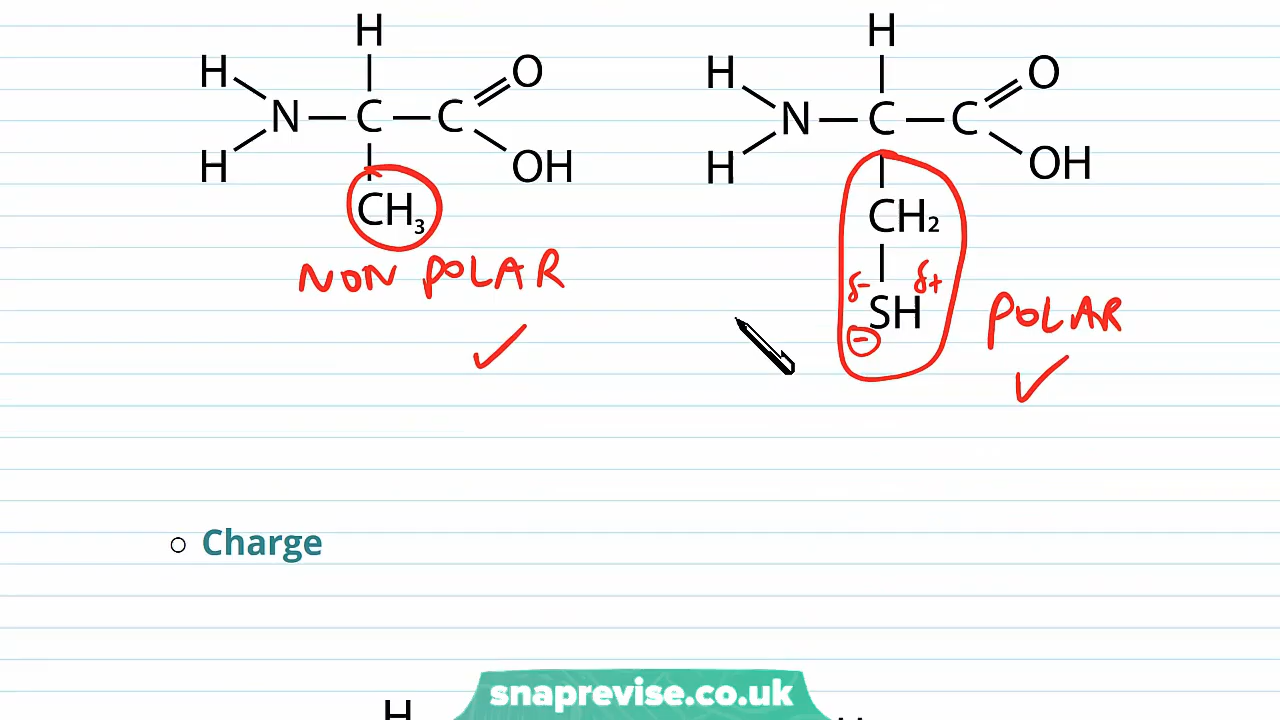 H H
H N C C O H N C C O
H OH H OH
CH₃ CH₂
NON POLAR δ- δ+
SH POLAR
-
Charge
snaprevise.co.uk
H H